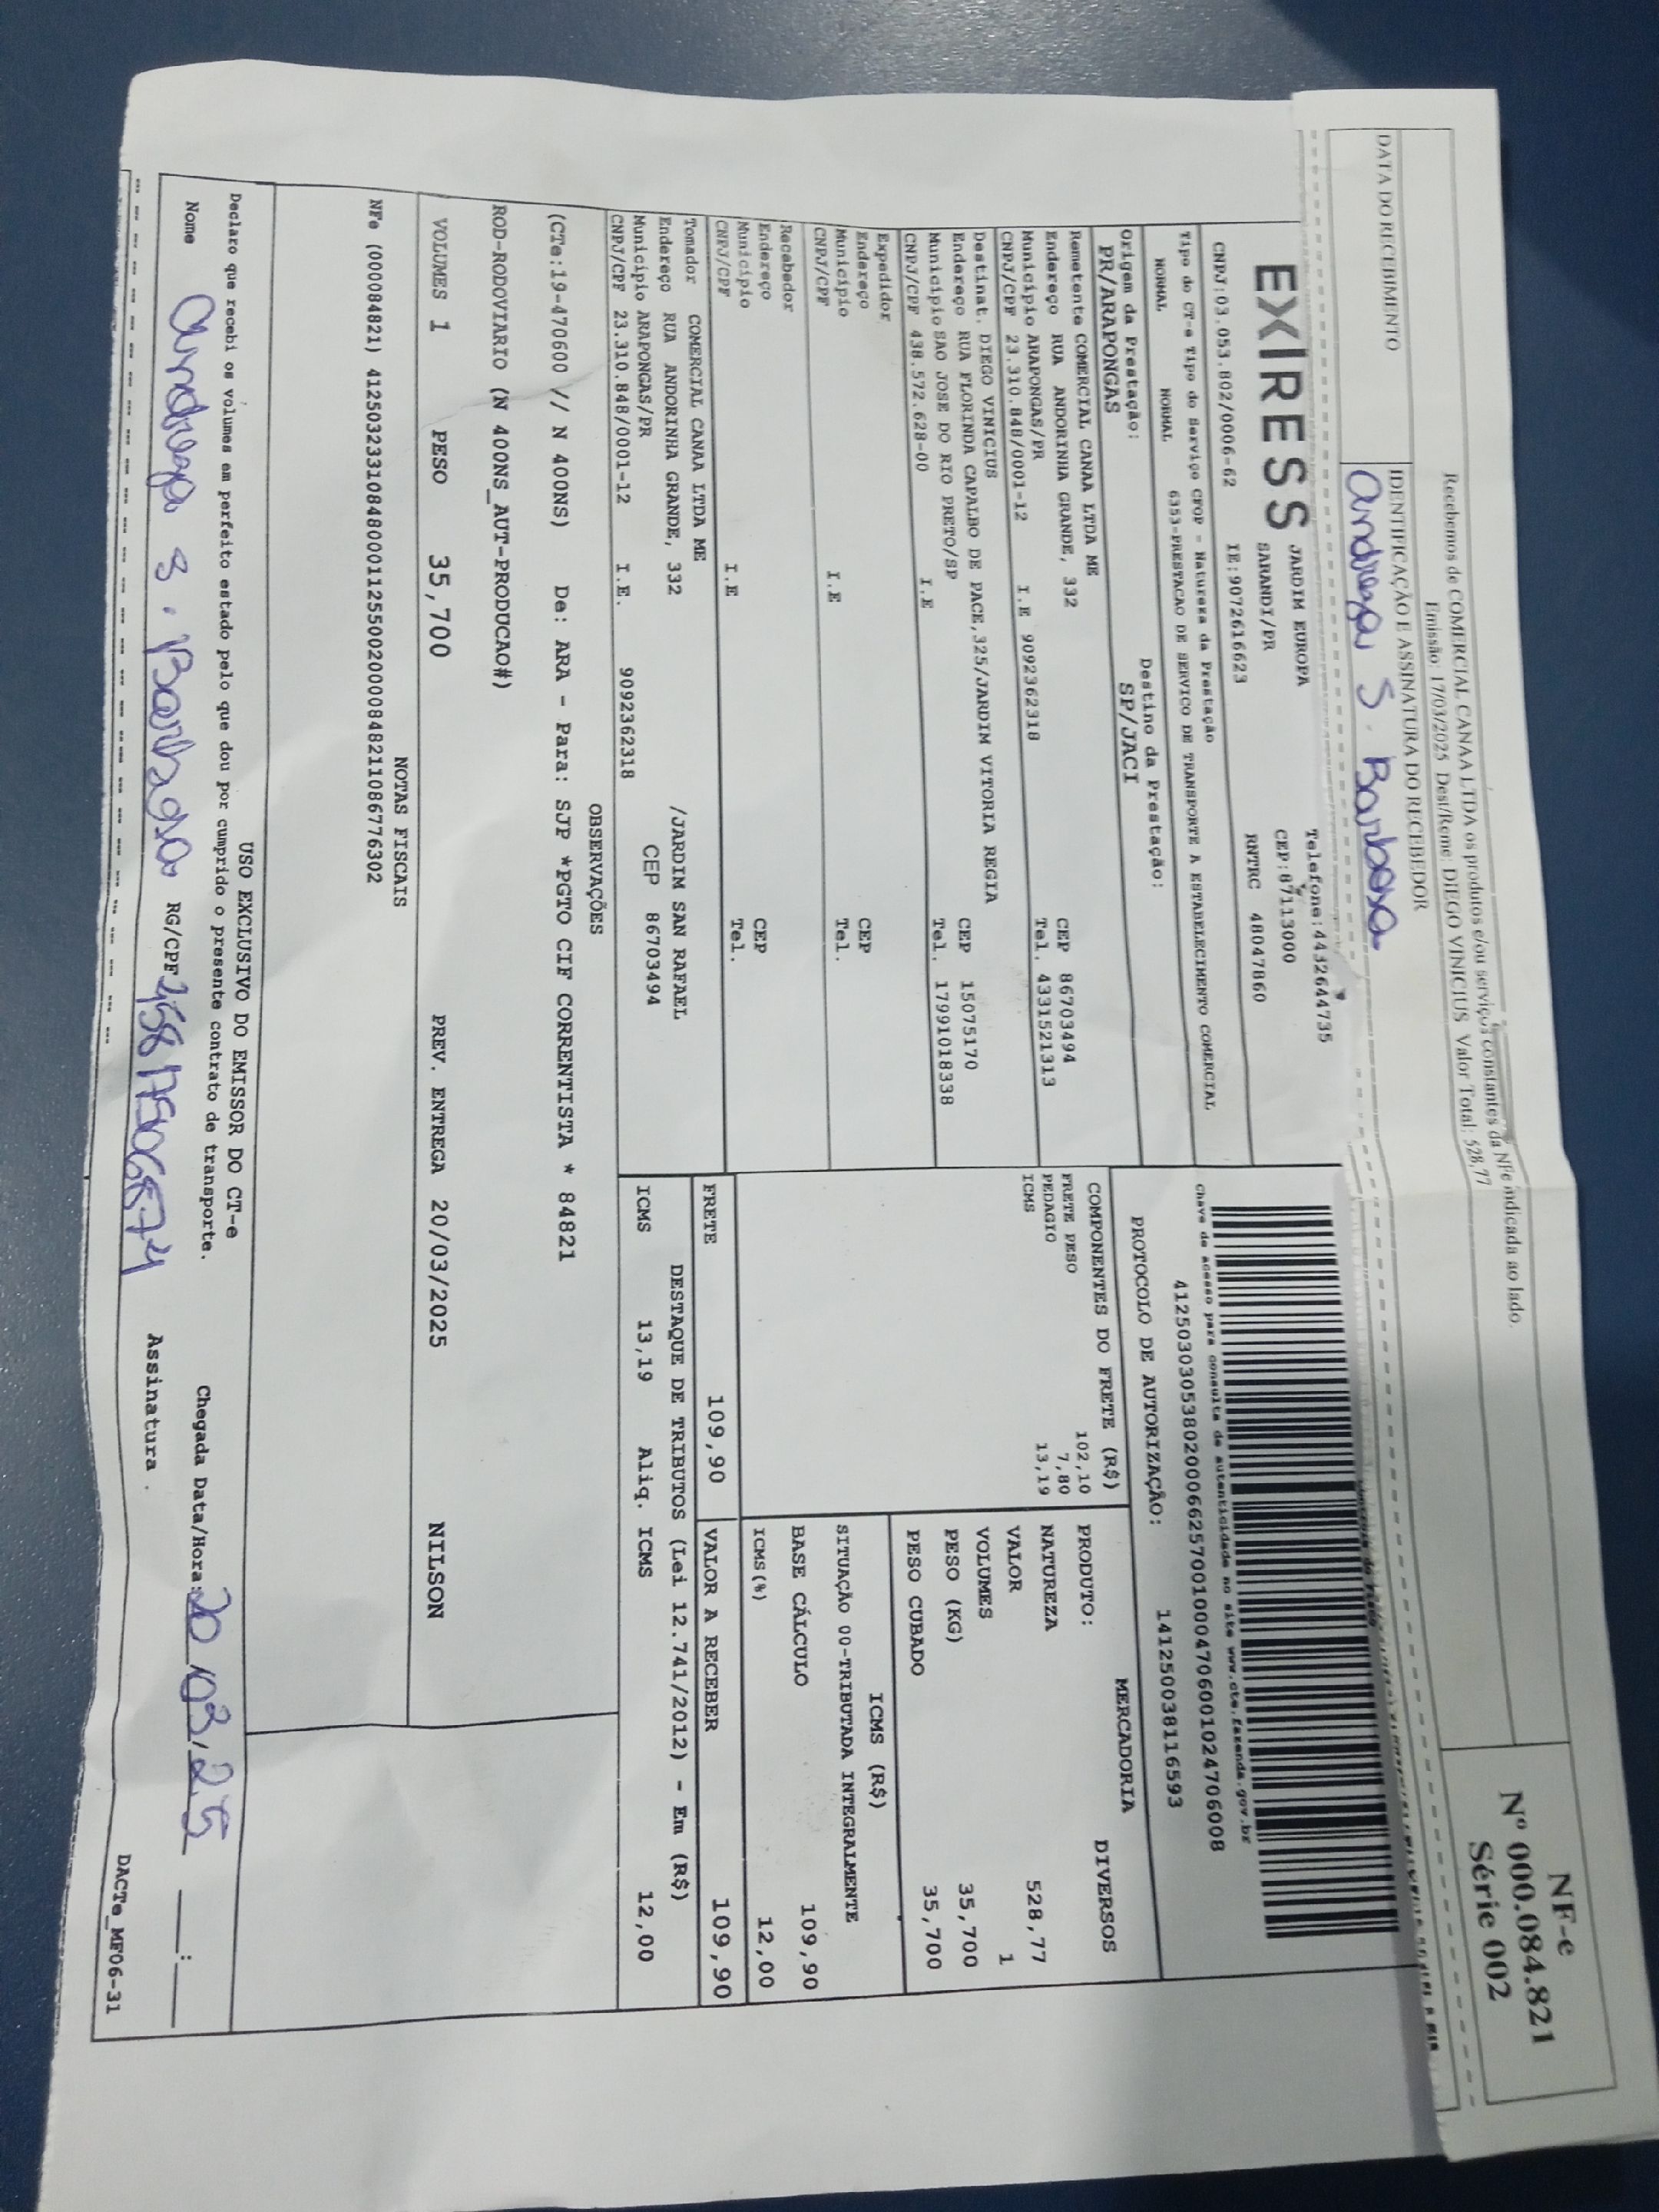 Recebemos de COMERCIAL CANAA LTDA os produtos e/ou serviços constantes da NFe indicada ao lado.
Emissão: 17/03/2025 Dest/Reme: DIEGO VINICIUS Valor Total: 528,77
NF-e
Nº 000.084.821
Série 002
DATA DO RECEBIMENTO
IDENTIFICAÇÃO E ASSINATURA DO RECEBEDOR
Andreza S. Barbosa
EXIRESS
JARDIM EUROPA
Telefone:4432644735
SARANDI/PR
CEP:87113000
CNPJ:03.053.802/0006-62
IE:9072616623
RNTRC 48047860
Tipo do CT-e Tipo do Serviço CFOP - Natureza da Prestação
NORMAL NORMAL 6353-PRESTACAO DE SERVICO DE TRANSPORTE A ESTABELECIMENTO COMERCIAL
Chave de acesso para consulta de autenticidade no site www.cte.fazenda.gov.br
41250303053802000662570010004706001024706008
Origem da Prestação:
PR/ARAPONGAS
Destino da Prestação:
SP/JACI
PROTOCOLO DE AUTORIZAÇÃO:
141250038116593
Remetente COMERCIAL CANAA LTDA ME
Endereço RUA ANDORINHA GRANDE, 332 CEP 86703494
Município ARAPONGAS/PR Tel. 4331521313
CNPJ/CPF 23.310.848/0001-12 I.E 9092362318
Destinat. DIEGO VINICIUS
Endereço RUA FLORINDA CAPALBO DE PACE,325/JARDIM VITORIA REGIA CEP 15075170
Município SAO JOSE DO RIO PRETO/SP Tel. 17991018338
CNPJ/CPF 438.572.628-00 I.E
Expedidor
Endereço CEP
Município Tel.
CNPJ/CPF I.E
Recebedor
Endereço CEP
Município Tel.
CNPJ/CPF I.E
COMPONENTES DO FRETE (R$)
FRETE PESO 102,10
PEDAGIO 7,80
ICMS 13,19
MERCADORIA
PRODUTO: DIVERSOS
NATUREZA
VALOR 528,77
VOLUMES 1
PESO (KG) 35,700
PESO CUBADO 35,700
ICMS (R$)
SITUAÇÃO 00-TRIBUTADA INTEGRALMENTE
BASE CÁLCULO 109,90
ICMS(%) 12,00
Tomador COMERCIAL CANAA LTDA ME
Endereço RUA ANDORINHA GRANDE, 332 /JARDIM SAN RAFAEL
Município ARAPONGAS/PR CEP 86703494
CNPJ/CPF 23.310.848/0001-12 I.E. 9092362318
FRETE 109,90 VALOR A RECEBER 109,90
DESTAQUE DE TRIBUTOS (Lei 12.741/2012) - Em (R$)
ICMS 13,19 Aliq. ICMS 12,00
OBSERVAÇÕES
(CTe:19-470600 // N 400NS) De: ARA - Para: SJP *PGTO CIF CORRENTISTA * 84821
ROD-RODOVIARIO (N 400NS_AUT-PRODUCAO#)
VOLUMES 1 PESO 35,700 PREV. ENTREGA 20/03/2025 NILSON
NOTAS FISCAIS
NFe (000084821) 41250323310848000112550020000848211086776302
USO EXCLUSIVO DO EMISSOR DO CT-e
Declaro que recebi os volumes em perfeito estado pelo que dou por cumprido o presente contrato de transporte.
Chegada Data/Hora: 20/03/25 __:__
Nome Andreza S. Barbosa RG/CPF Assinatura
DACTe_MF06-31